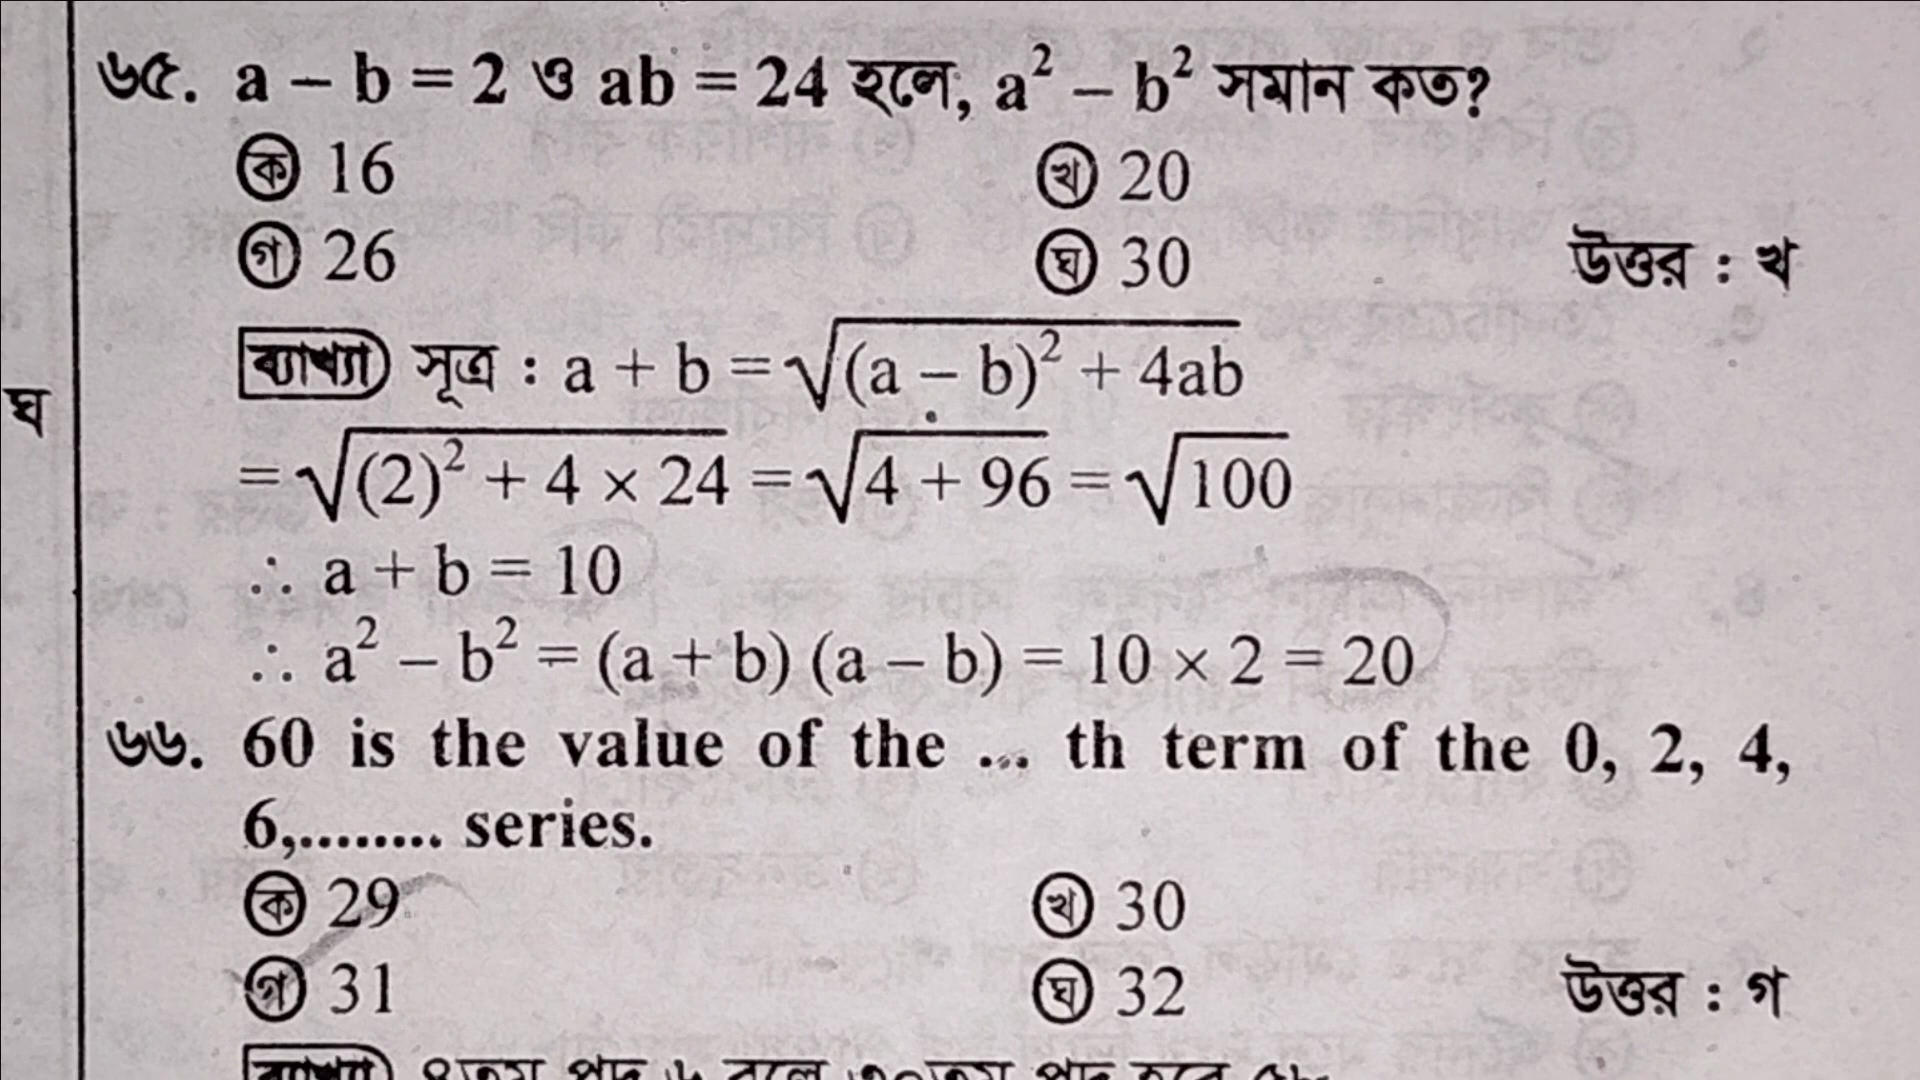 ৬৫. a – b = 2 ও ab = 24 হলে, a² – b² সমান কত?
ক 16 খ 20
গ 26 ঘ 30 উত্তর : খ
ব্যাখ্যা সূত্র : a + b = √(a – b)² + 4ab
ঘ
= √(2)² + 4 × 24 = √4 + 96 = √100
∴ a + b = 10
∴ a² – b² = (a + b) (a – b) = 10 × 2 = 20
৬৬. 60 is the value of the ... th term of the 0, 2, 4,
6,......... series.
ক 29 খ 30
গ 31 ঘ 32 উত্তর : গ
ব্যাখ্যা